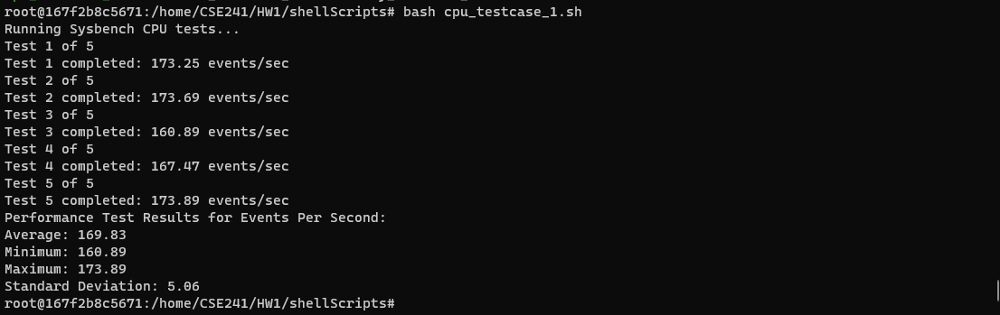 root@167f2b8c5671:/home/CSE241/HW1/shellScripts# bash cpu_testcase_1.sh
Running Sysbench CPU tests...
Test 1 of 5
Test 1 completed: 173.25 events/sec
Test 2 of 5
Test 2 completed: 173.69 events/sec
Test 3 of 5
Test 3 completed: 160.89 events/sec
Test 4 of 5
Test 4 completed: 167.47 events/sec
Test 5 of 5
Test 5 completed: 173.89 events/sec
Performance Test Results for Events Per Second:
Average: 169.83
Minimum: 160.89
Maximum: 173.89
Standard Deviation: 5.06
root@167f2b8c5671:/home/CSE241/HW1/shellScripts#